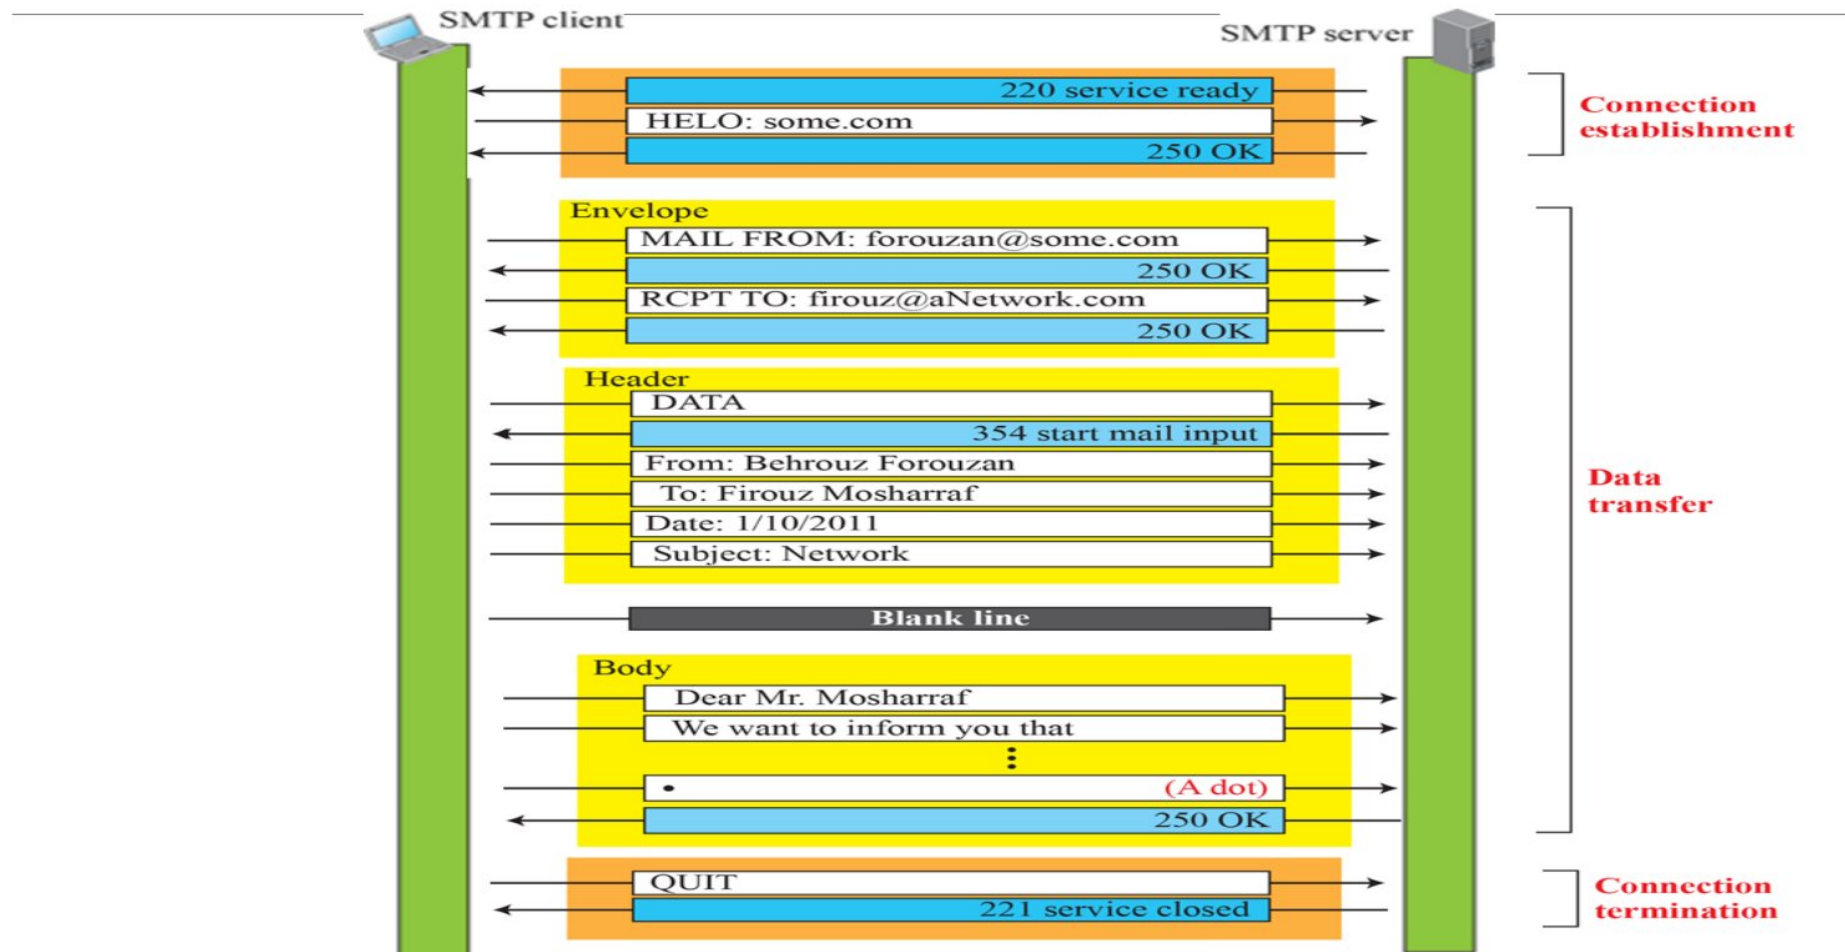 SMTP client
SMTP server
220 service ready
HELO: some.com
250 OK
Connection
establishment
Envelope
MAIL FROM: forouzan@some.com
250 OK
RCPT TO: firouz@aNetwork.com
250 OK
Header
DATA
354 start mail input
From: Behrouz Forouzan
To: Firouz Mosharraf
Date: 1/10/2011
Subject: Network
Data
transfer
Blank line
Body
Dear Mr. Mosharraf
We want to inform you that
⋮
• (A dot)
250 OK
QUIT
221 service closed
Connection
termination